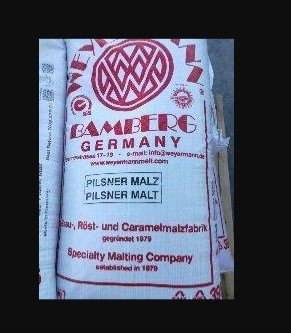 BAMBERG
GERMANY
e-mail: info@weyermann.de
www.weyermannmalt.com
PILSNER MALZ
PILSNER MALT
Röst- und Caramelmalzfabrik
gegründet 1879
Specialty Malting Company
established in 1879